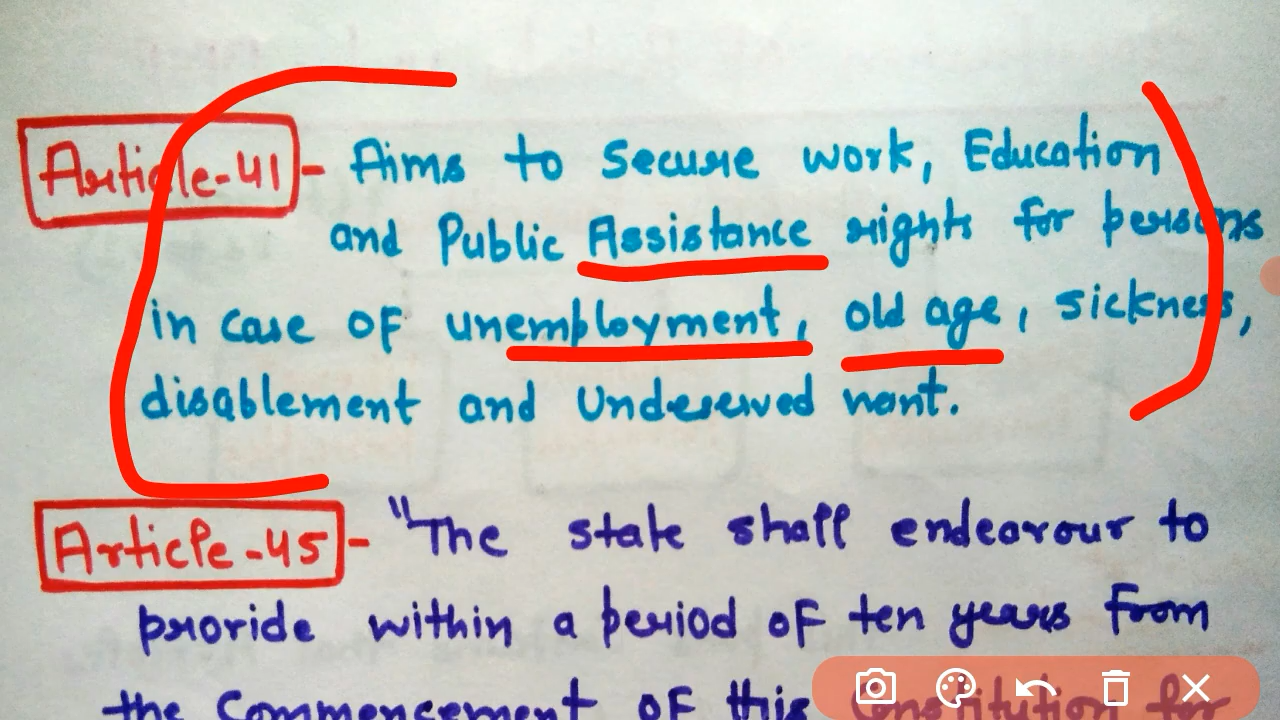 Article-41 - Aims to Secure work, Education
and Public Assistance rights for persons
in case of unemployment, old age, sickness,
disablement and Undeserved want.
Article-45 - "The state shall endeavour to
provide within a period of ten years from
the Commencement of this Constitution for